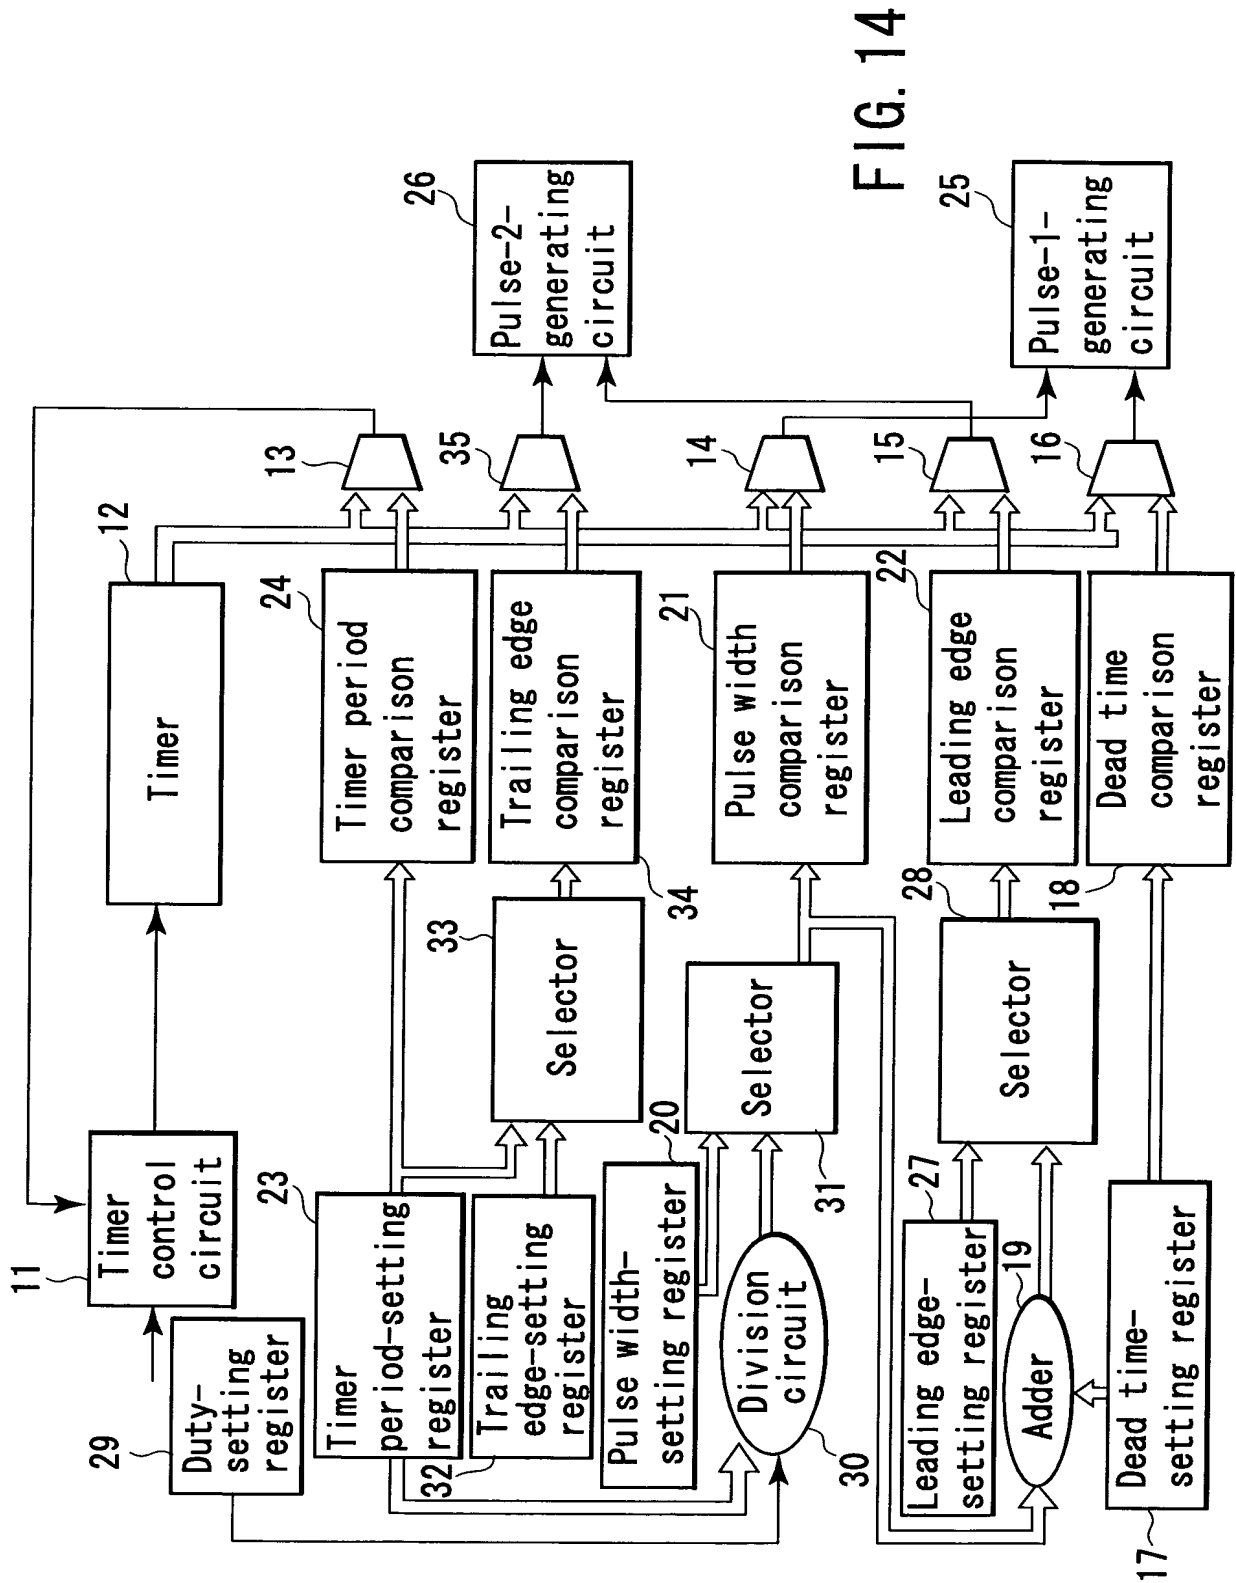 FIG. 14
11
Timer
control
circuit
12
Timer
13
29
Duty-
setting
register
23
Timer
period-setting
register
24
Timer period
comparison
register
32
Trailing
edge-setting
register
33
Selector
34
Trailing edge
comparison
register
35
26
Pulse-2-
generating
circuit
20
Pulse width-
setting register
30
Division
circuit
31
Selector
21
Pulse width
comparison
register
14
27
Leading edge-
setting register
19
Adder
28
Selector
22
Leading edge
comparison
register
15
25
Pulse-1-
generating
circuit
17
Dead time-
setting register
18
Dead time
comparison
register
16